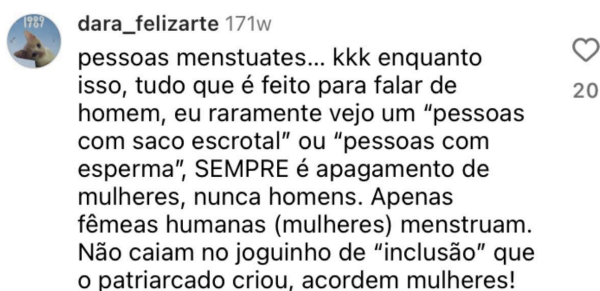 dara_felizarte 171w
pessoas menstuates... kkk enquanto
isso, tudo que é feito para falar de
homem, eu raramente vejo um “pessoas
com saco escrotal” ou “pessoas com
esperma”, SEMPRE é apagamento de
mulheres, nunca homens. Apenas
fêmeas humanas (mulheres) menstruam.
Não caiam no joguinho de “inclusão” que
o patriarcado criou, acordem mulheres!
20